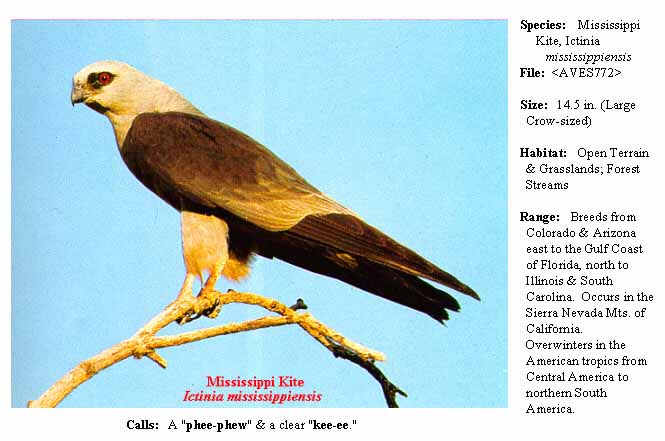 Species: Mississippi
Kite, Ictinia
mississippiensis
File: <AVES772>
Size: 14.5 in. (Large
Crow-sized)
Habitat: Open Terrain
& Grasslands; Forest
Streams
Range: Breeds from
Colorado & Arizona
east to the Gulf Coast
of Florida, north to
Illinois & South
Carolina. Occurs in the
Sierra Nevada Mts. of
California.
Overwinters in the
American tropics from
Central America to
northern South
America.
Mississippi Kite
Ictinia mississippiensis
Calls: A "phee-phew" & a clear "kee-ee."